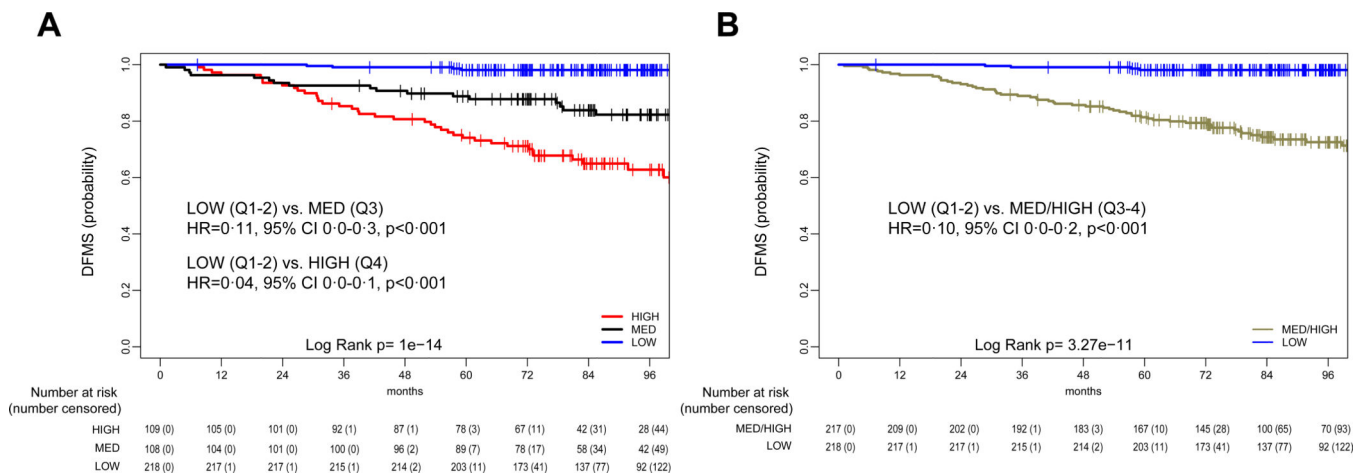 A
1.0
0.8
0.6
0.4
0.2
0.0
DFMS (probability)
LOW (Q1-2) vs. MED (Q3)
HR=0·11, 95% CI 0·0-0·3, p<0·001
LOW (Q1-2) vs. HIGH (Q4)
HR=0·04, 95% CI 0·0-0·1, p<0·001
HIGH
MED
LOW
Log Rank p= 1e−14
0 12 24 36 48 60 72 84 96
months
Number at risk
(number censored)
HIGH 109 (0) 105 (0) 101 (0) 92 (1) 87 (1) 78 (3) 67 (11) 42 (31) 28 (44)
MED 108 (0) 104 (0) 101 (0) 100 (0) 96 (2) 89 (7) 78 (17) 58 (34) 42 (49)
LOW 218 (0) 217 (1) 217 (1) 215 (1) 214 (2) 203 (11) 173 (41) 137 (77) 92 (122)
B
1.0
0.8
0.6
0.4
0.2
0.0
DFMS (probability)
LOW (Q1-2) vs. MED/HIGH (Q3-4)
HR=0·10, 95% CI 0·0-0·2, p<0·001
MED/HIGH
LOW
Log Rank p= 3.27e−11
0 12 24 36 48 60 72 84 96
months
Number at risk
(number censored)
MED/HIGH 217 (0) 209 (0) 202 (0) 192 (1) 183 (3) 167 (10) 145 (28) 100 (65) 70 (93)
LOW 218 (0) 217 (1) 217 (1) 215 (1) 214 (2) 203 (11) 173 (41) 137 (77) 92 (122)